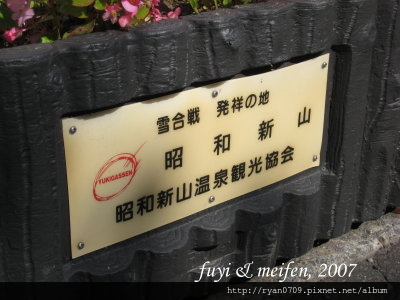 雪合戦 発祥の地
昭和新山
YUKIGASSEN
昭和新山温泉観光協会
fuyi & meifen, 2007
http://ryan0709.pixnet.net/album